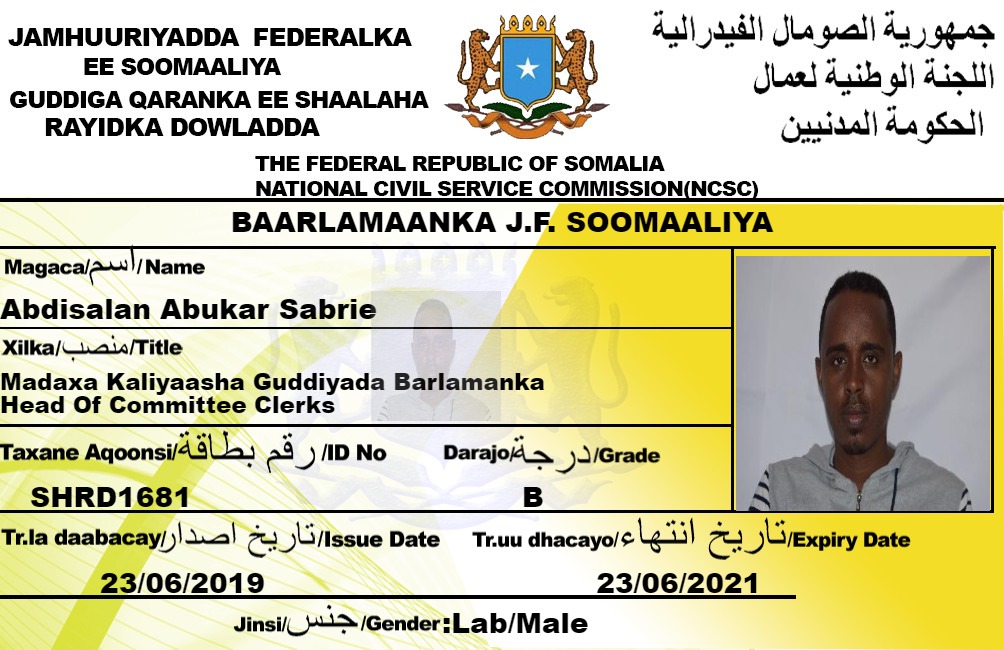 JAMHUURIYADDA FEDERALKA
EE SOOMAALIYA
GUDDIGA QARANKA EE SHAALAHA
RAYIDKA DOWLADDA
جمهورية الصومال الفيدرالية
اللجنة الوطنية لعمال
الحكومة المدنيين
THE FEDERAL REPUBLIC OF SOMALIA
NATIONAL CIVIL SERVICE COMMISSION(NCSC)
BAARLAMAANKA J.F. SOOMAALIYA
Magaca/اسم/Name
Abdisalan Abukar Sabrie
Xilka/منصب/Title
Madaxa Kaliyaasha Guddiyada Barlamanka
Head Of Committee Clerks
Taxane Aqoonsi/رقم بطاقة/ID No
Darajo/درجة/Grade
SHRD1681
B
Tr.la daabacay/تاريخ اصدار/Issue Date
Tr.uu dhacayo/تاريخ انتهاء/Expiry Date
23/06/2019
23/06/2021
Jinsi/جنس/Gender:Lab/Male